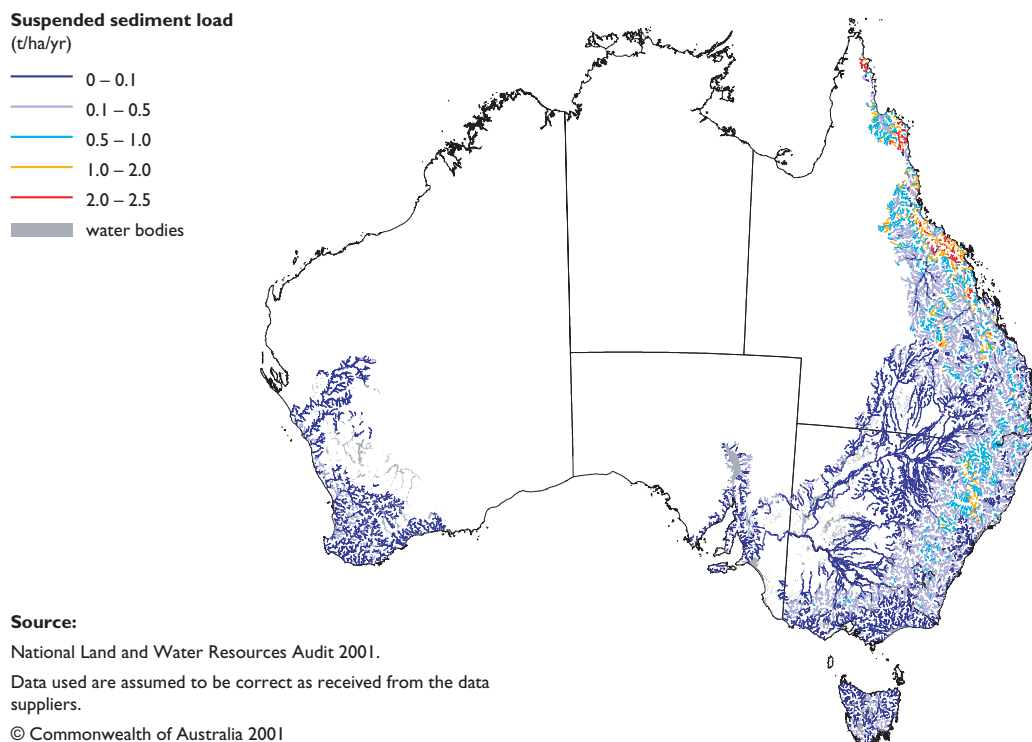 Suspended sediment load
(t/ha/yr)
0 – 0.1
0.1 – 0.5
0.5 – 1.0
1.0 – 2.0
2.0 – 2.5
water bodies
Source:
National Land and Water Resources Audit 2001.
Data used are assumed to be correct as received from the data
suppliers.
© Commonwealth of Australia 2001